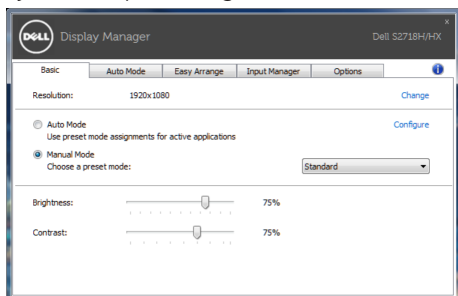 DELL Display Manager Dell S2718H/HX
Basic Auto Mode Easy Arrange Input Manager Options
Resolution: 1920x1080 Change
Auto Mode Configure
Use preset mode assignments for active applications
Manual Mode
Choose a preset mode: Standard
Brightness: 75%
Contrast: 75%